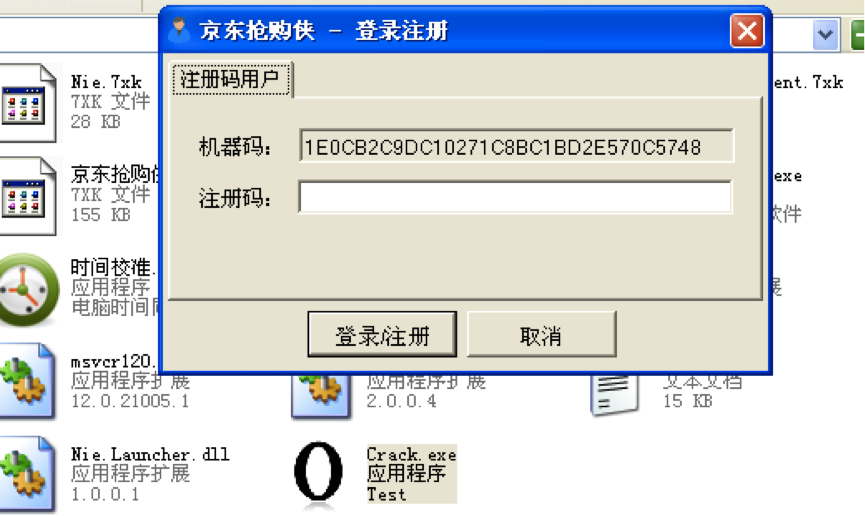 京东抢购侠 - 登录注册
注册码用户
机器码: 1E0CB2C9DC10271C8BC1BD2E570C5748
注册码:
登录/注册
取消
Nie.7xk
7XK 文件
28 KB
ent.7xk
京东抢购
7XK 文件
155 KB
exe
软件
时间校准.
应用程序
电脑时间
展
msvcr120.
应用程序扩展
12.0.21005.1
应用程序扩展
2.0.0.4
文本文档
15 KB
Nie.Launcher.dll
应用程序扩展
1.0.0.1
Crack.exe
应用程序
Test